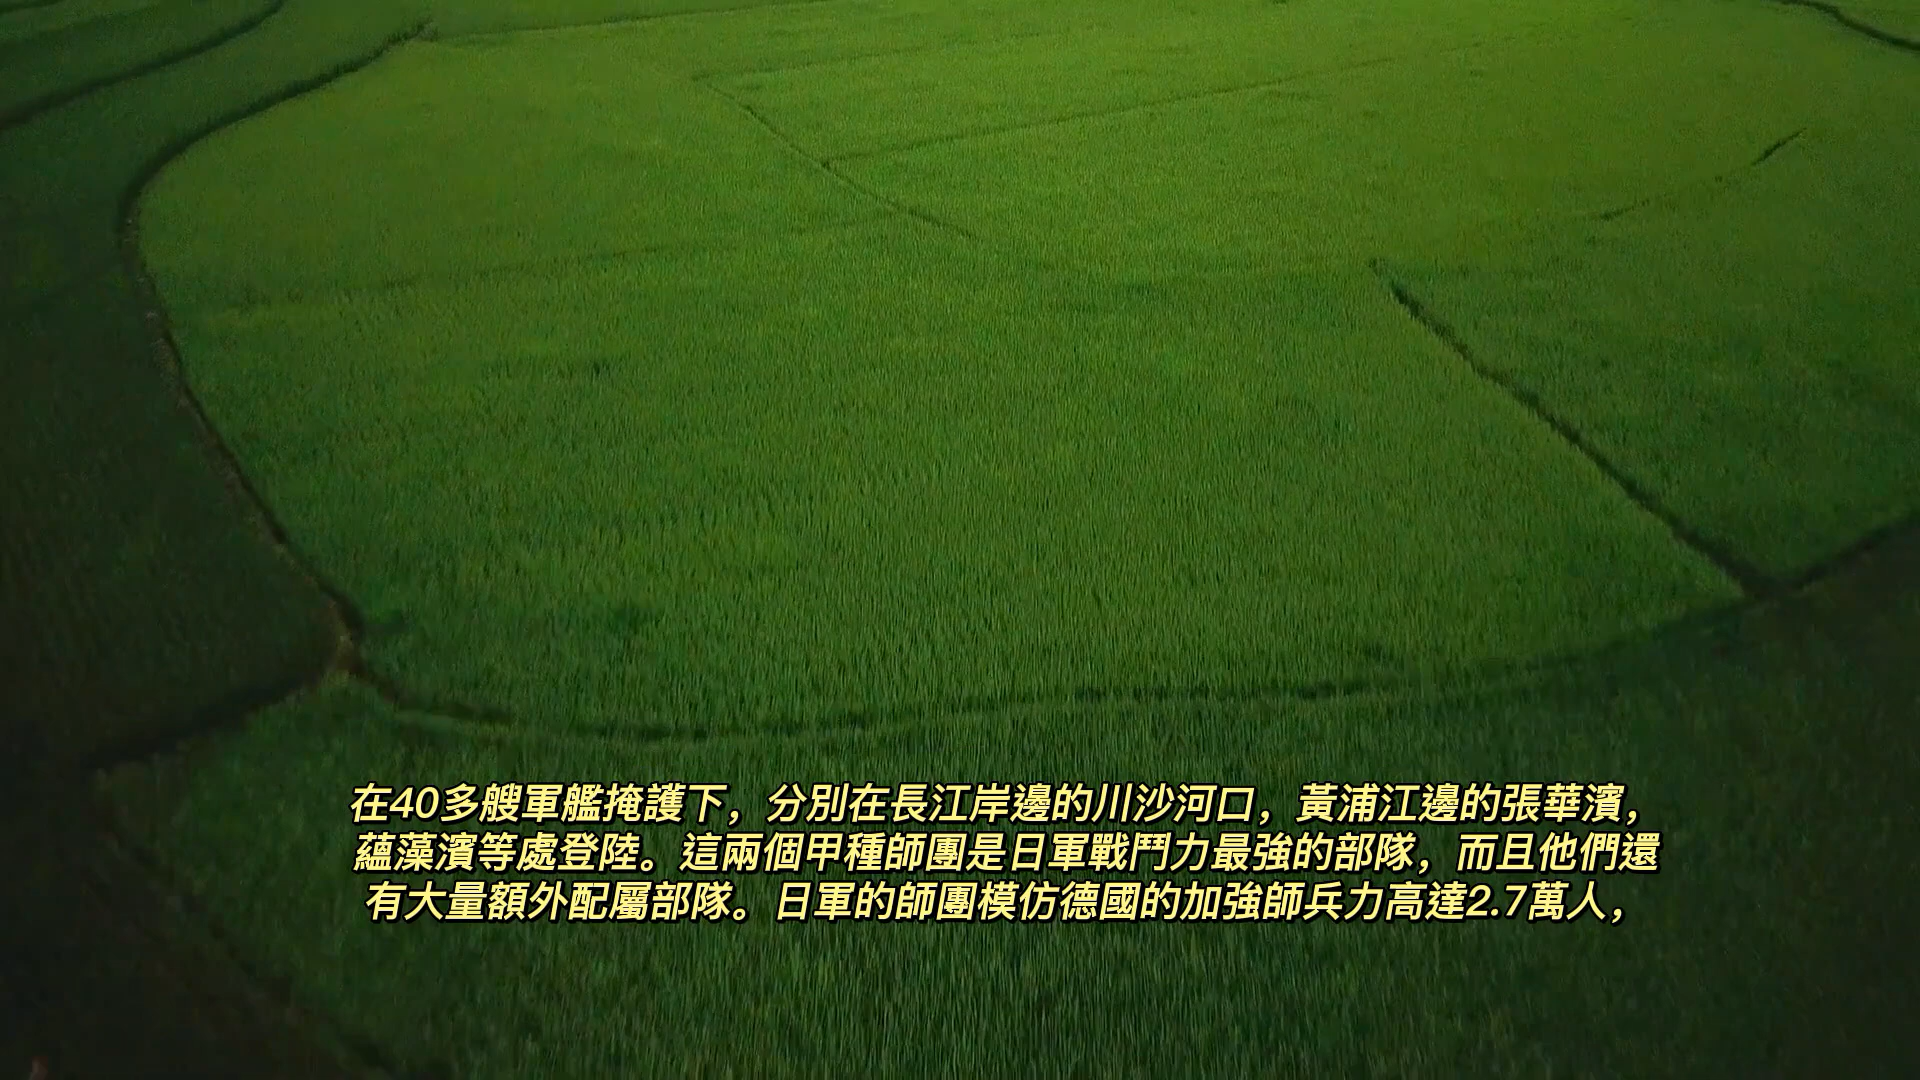 在40多艘軍艦掩護下，分別在長江岸邊的川沙河口，黃浦江邊的張華濱，
蘊藻濱等處登陸。這兩個甲種師團是日軍戰鬥力最強的部隊，而且他們還
有大量額外配屬部隊。日軍的師團模仿德國的加強師兵力高達2.7萬人，